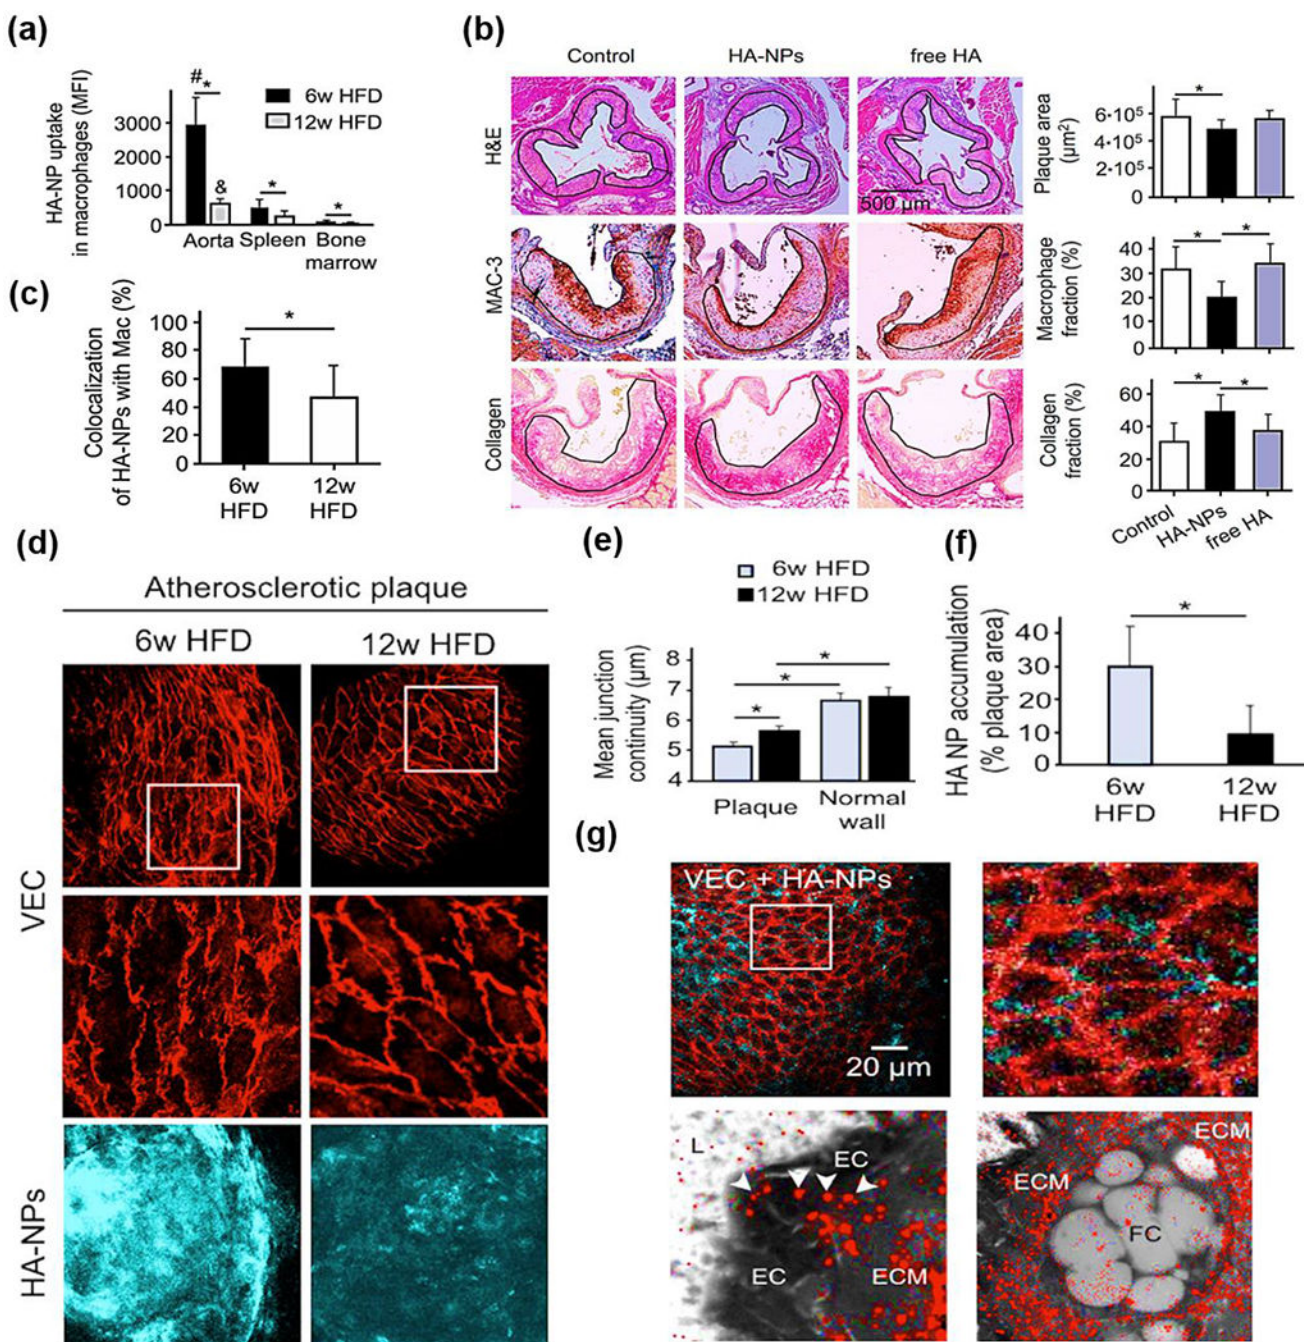 (a)
HA-NP uptake
in macrophages (MFI)
3000
2000
1000
0
#
*
&
*
*
6w HFD
12w HFD
Aorta
Spleen
Bone
marrow
(b)
Control
HA-NPs
free HA
H&E
500 µm
MAC-3
Collagen
Plaque area
(µm²)
6•10⁵
4•10⁵
2•10⁵
0
*
Macrophage
fraction (%)
40
30
20
10
0
*
*
Collagen
fraction (%)
60
40
20
0
*
*
Control
HA-NPs
free HA
(c)
Colocalization
of HA-NPs with Mac (%)
100
80
60
40
20
0
*
6w
HFD
12w
HFD
(d)
Atherosclerotic plaque
6w HFD
12w HFD
VEC
HA-NPs
(e)
6w HFD
12w HFD
Mean junction
continuity (µm)
8
7
6
5
4
*
*
*
Plaque
Normal
wall
(f)
HA NP accumulation
(% plaque area)
40
30
20
10
0
*
6w
HFD
12w
HFD
(g)
VEC + HA-NPs
20 µm
L
EC
EC
ECM
ECM
ECM
FC